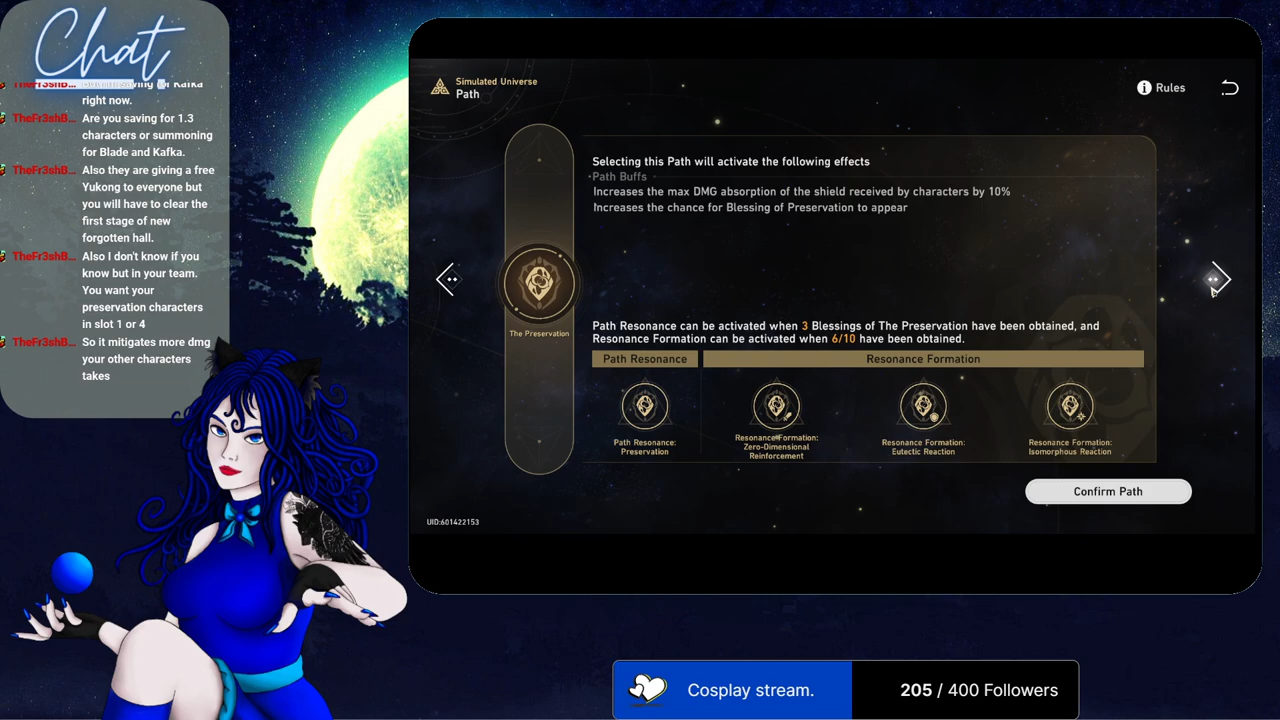 Chat
TheFr3shB...
right now.
TheFr3shB... Are you saving for 1.3
characters or summoning
for Blade and Kafka.
TheFr3shB... Also they are giving a free
Yukong to everyone but
you will have to clear the
first stage of new
forgotten hall.
TheFr3shB... Also I don't know if you
know but in your team.
You want your
preservation characters
in slot 1 or 4
TheFr3shB... So it mitigates more dmg
your other characters
takes
Simulated Universe
Path
Rules
Selecting this Path will activate the following effects
Path Buffs
Increases the max DMG absorption of the shield received by characters by 10%
Increases the chance for Blessing of Preservation to appear
The Preservation
Path Resonance can be activated when 3 Blessings of The Preservation have been obtained, and
Resonance Formation can be activated when 6/10 have been obtained.
Path Resonance
Resonance Formation
Path Resonance:
Preservation
Resonance Formation:
Zero-Dimensional
Reinforcement
Resonance Formation:
Eutectic Reaction
Resonance Formation:
Isomorphous Reaction
Confirm Path
UID:601422153
Cosplay stream.
205 / 400 Followers